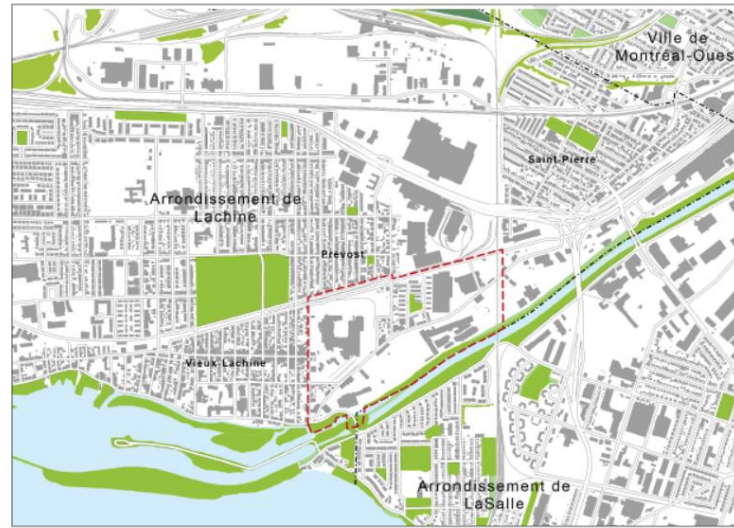 Ville de
Montréal-Oues
Saint-Pierre
Arrondissement de
Lachine
Prévost
Vieux-Lachine
Arrondissement de
LaSalle